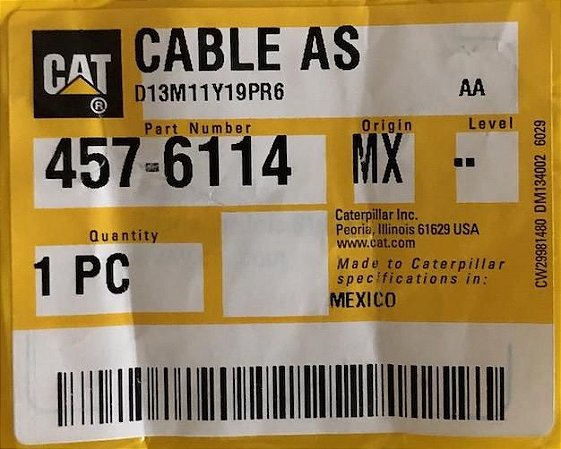 CAT®
CABLE AS
D13M11Y19PR6
AA
Part Number
Origin
Level
457-6114
MX
--
Quantity
1 PC
Caterpillar Inc.
Peoria, Illinois 61629 USA
www.cat.com
Made to Caterpillar
specifications in:
MEXICO
CW29981480 DM134002 6029